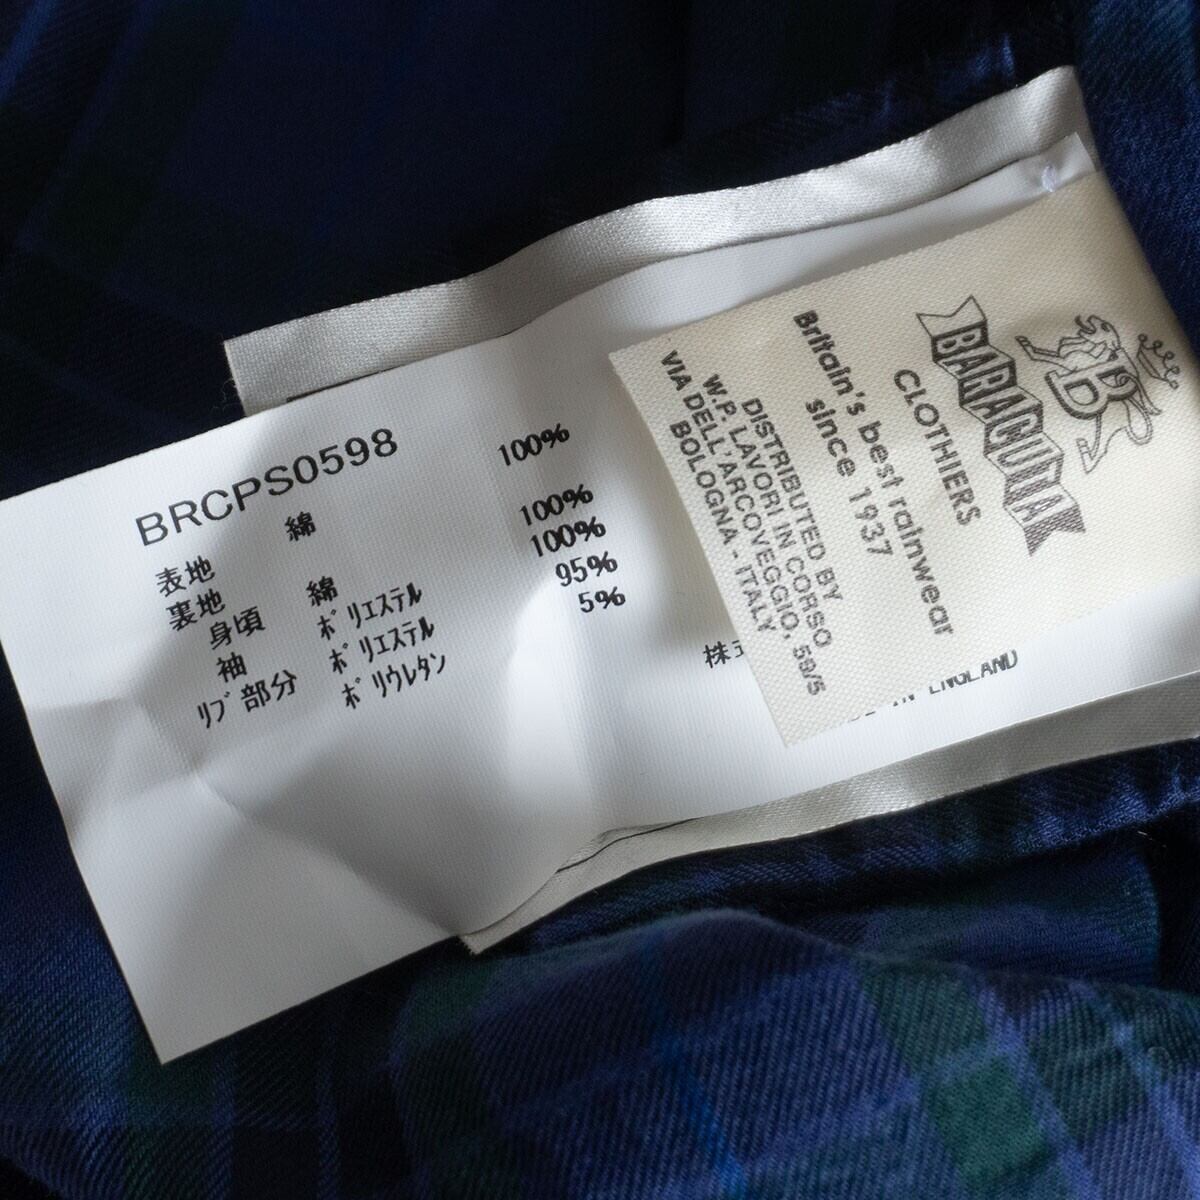 BRCPS0598
表地 綿 100%
裏地
身頃 綿 100%
袖 ポリエステル 100%
リブ部分 ポリエステル 95%
ポリウレタン 5%
株式
IN ENGLAND
B
BARACUTA
CLOTHIERS
Britain's best rainwear
since 1937
DISTRIBUTED BY
W.P. LAVORI IN CORSO
VIA DELL'ARCOVEGGIO, 59/5
BOLOGNA - ITALY